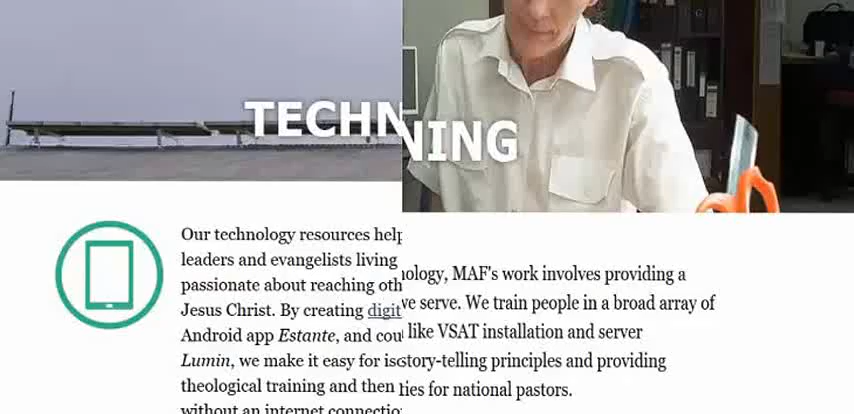 TECHN
NING
Our technology resources help
leaders and evangelists living
passionate about reaching oth
Jesus Christ. By creating digit
Android app Estante, and cou
Lumin, we make it easy for iso
theological training and then
without an internet connectio
ology, MAF's work involves providing a
ve serve. We train people in a broad array of
like VSAT installation and server
story-telling principles and providing
ties for national pastors.